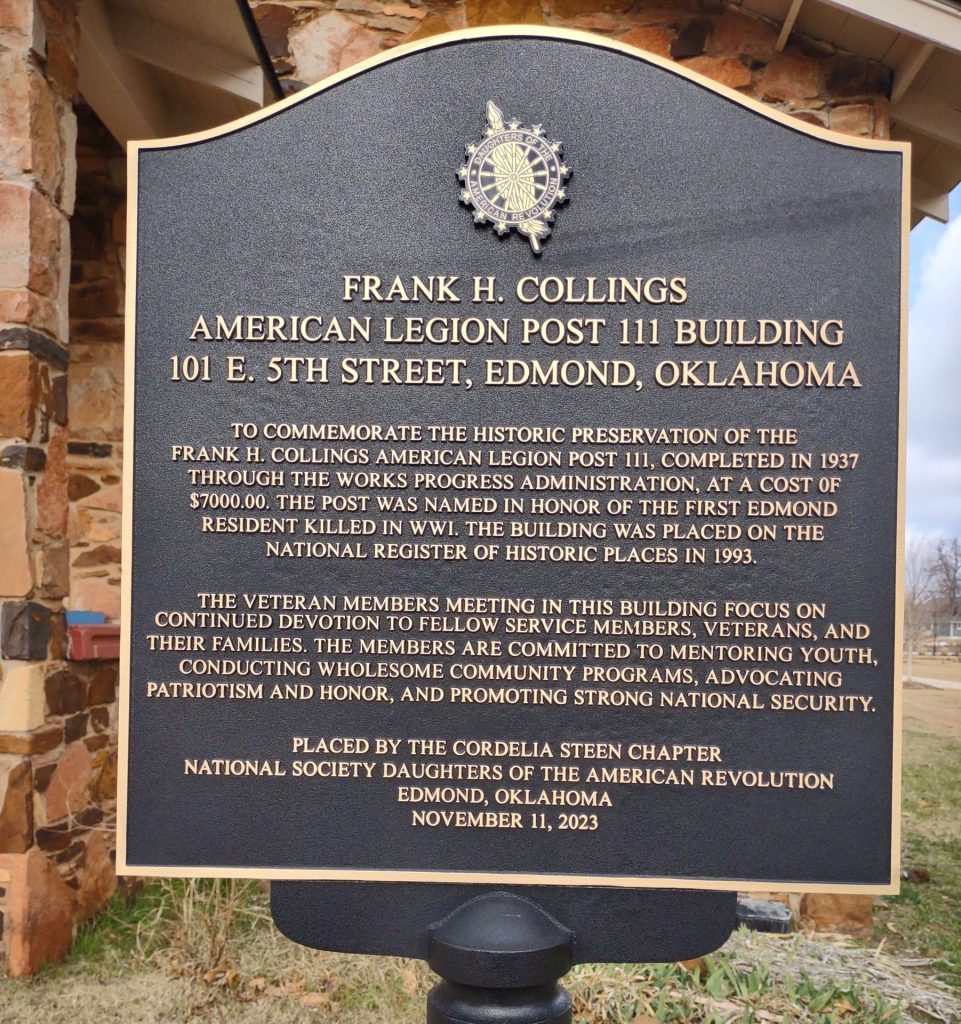 DAUGHTERS OF THE
AMERICAN REVOLUTION
FRANK H. COLLINGS
AMERICAN LEGION POST 111 BUILDING
101 E. 5TH STREET, EDMOND, OKLAHOMA
TO COMMEMORATE THE HISTORIC PRESERVATION OF THE
FRANK H. COLLINGS AMERICAN LEGION POST 111, COMPLETED IN 1937
THROUGH THE WORKS PROGRESS ADMINISTRATION, AT A COST 0F
$7000.00. THE POST WAS NAMED IN HONOR OF THE FIRST EDMOND
RESIDENT KILLED IN WWI. THE BUILDING WAS PLACED ON THE
NATIONAL REGISTER OF HISTORIC PLACES IN 1993.
THE VETERAN MEMBERS MEETING IN THIS BUILDING FOCUS ON
CONTINUED DEVOTION TO FELLOW SERVICE MEMBERS, VETERANS, AND
THEIR FAMILIES. THE MEMBERS ARE COMMITTED TO MENTORING YOUTH,
CONDUCTING WHOLESOME COMMUNITY PROGRAMS, ADVOCATING
PATRIOTISM AND HONOR, AND PROMOTING STRONG NATIONAL SECURITY.
PLACED BY THE CORDELIA STEEN CHAPTER
NATIONAL SOCIETY DAUGHTERS OF THE AMERICAN REVOLUTION
EDMOND, OKLAHOMA
NOVEMBER 11, 2023